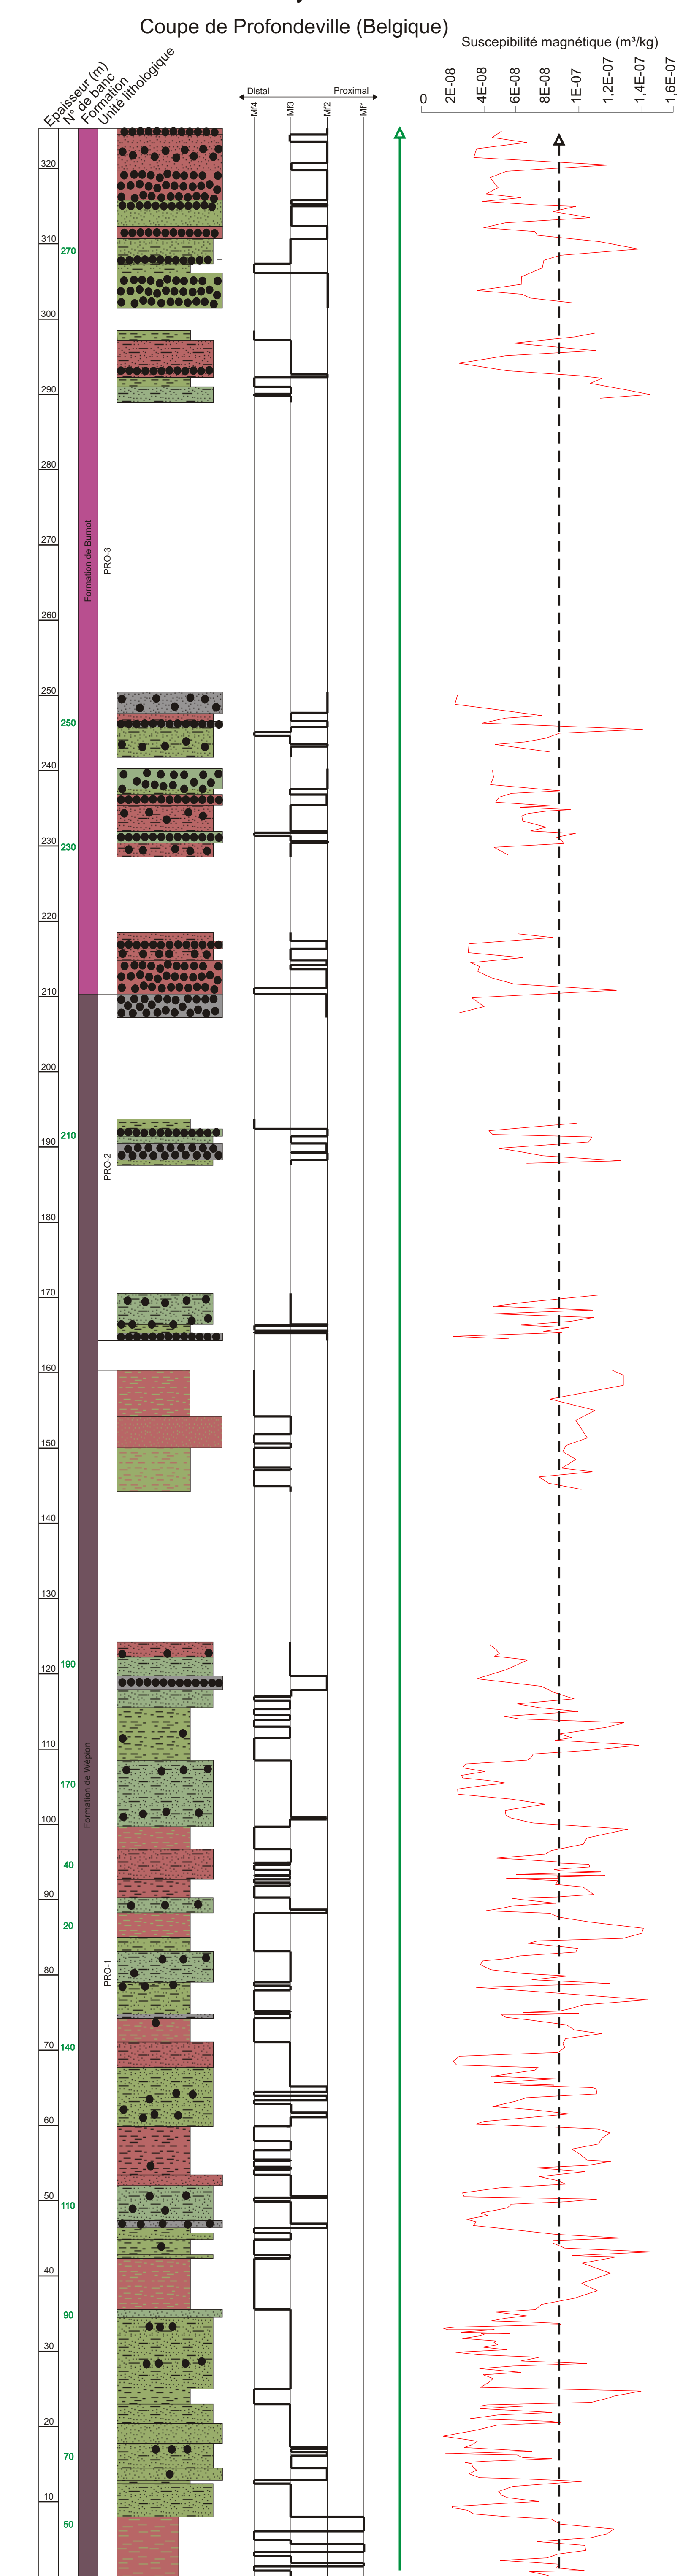 Coupe de Profondeville (Belgique)
Suscepibilité magnétique (m³/kg)
Epaisseur (m)
N° de banc
Formation
Unité lithologique
Distal
Proximal
Mf4
Mf3
Mf2
Mf1
0
2E-08
4E-08
6E-08
8E-08
1E-07
1,2E-07
1,4E-07
1,6E-07
320
310
270
300
290
280
270
Formation de Burnot
PRO-3
260
250
250
240
230
230
220
210
200
210
190
PRO-2
180
170
160
150
140
130
190
120
110
Formation de Wépion
170
100
40
90
20
80
PRO-1
70
140
60
50
110
40
90
30
20
70
10
50